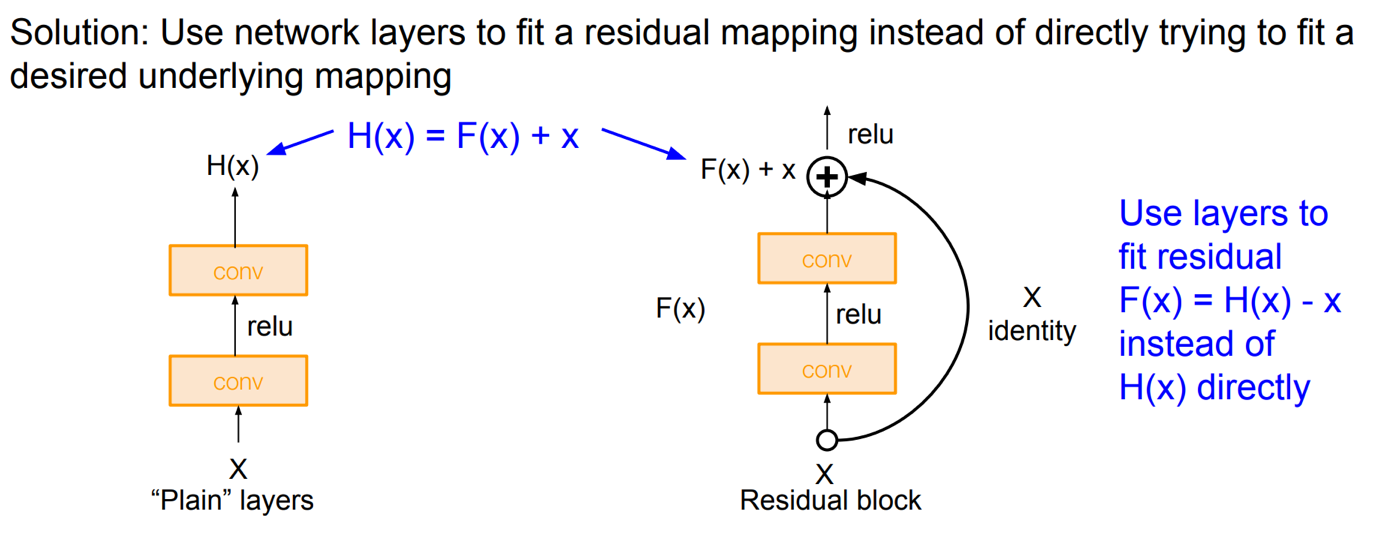 Solution: Use network layers to fit a residual mapping instead of directly trying to fit a
desired underlying mapping
H(x) = F(x) + x
H(x)
conv
relu
conv
X
“Plain” layers
relu
F(x) + x
conv
F(x)
relu
conv
X
identity
X
Residual block
Use layers to
fit residual
F(x) = H(x) - x
instead of
H(x) directly